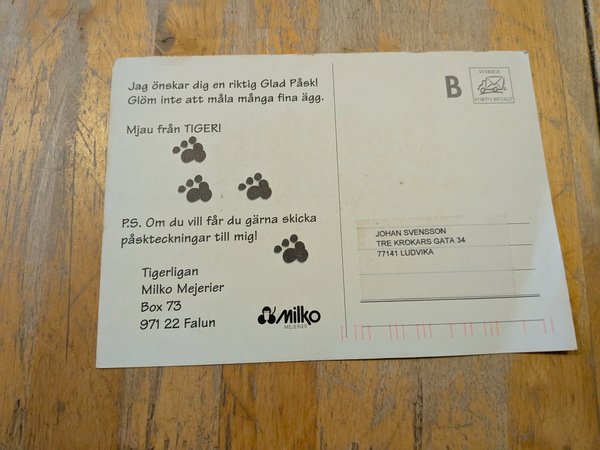 Jag önskar dig en riktig Glad Påsk!
Glöm inte att måla många fina ägg.
Mjau från TIGER!
P.S. Om du vill får du gärna skicka
påskteckningar till mig!
Tigerligan
Milko Mejerier
Box 73
971 22 Falun
Milko
MEJERIER
B
SVERIGE
PORTO BETALT
JOHAN SVENSSON
TRE KROKARS GATA 34
77141 LUDVIKA